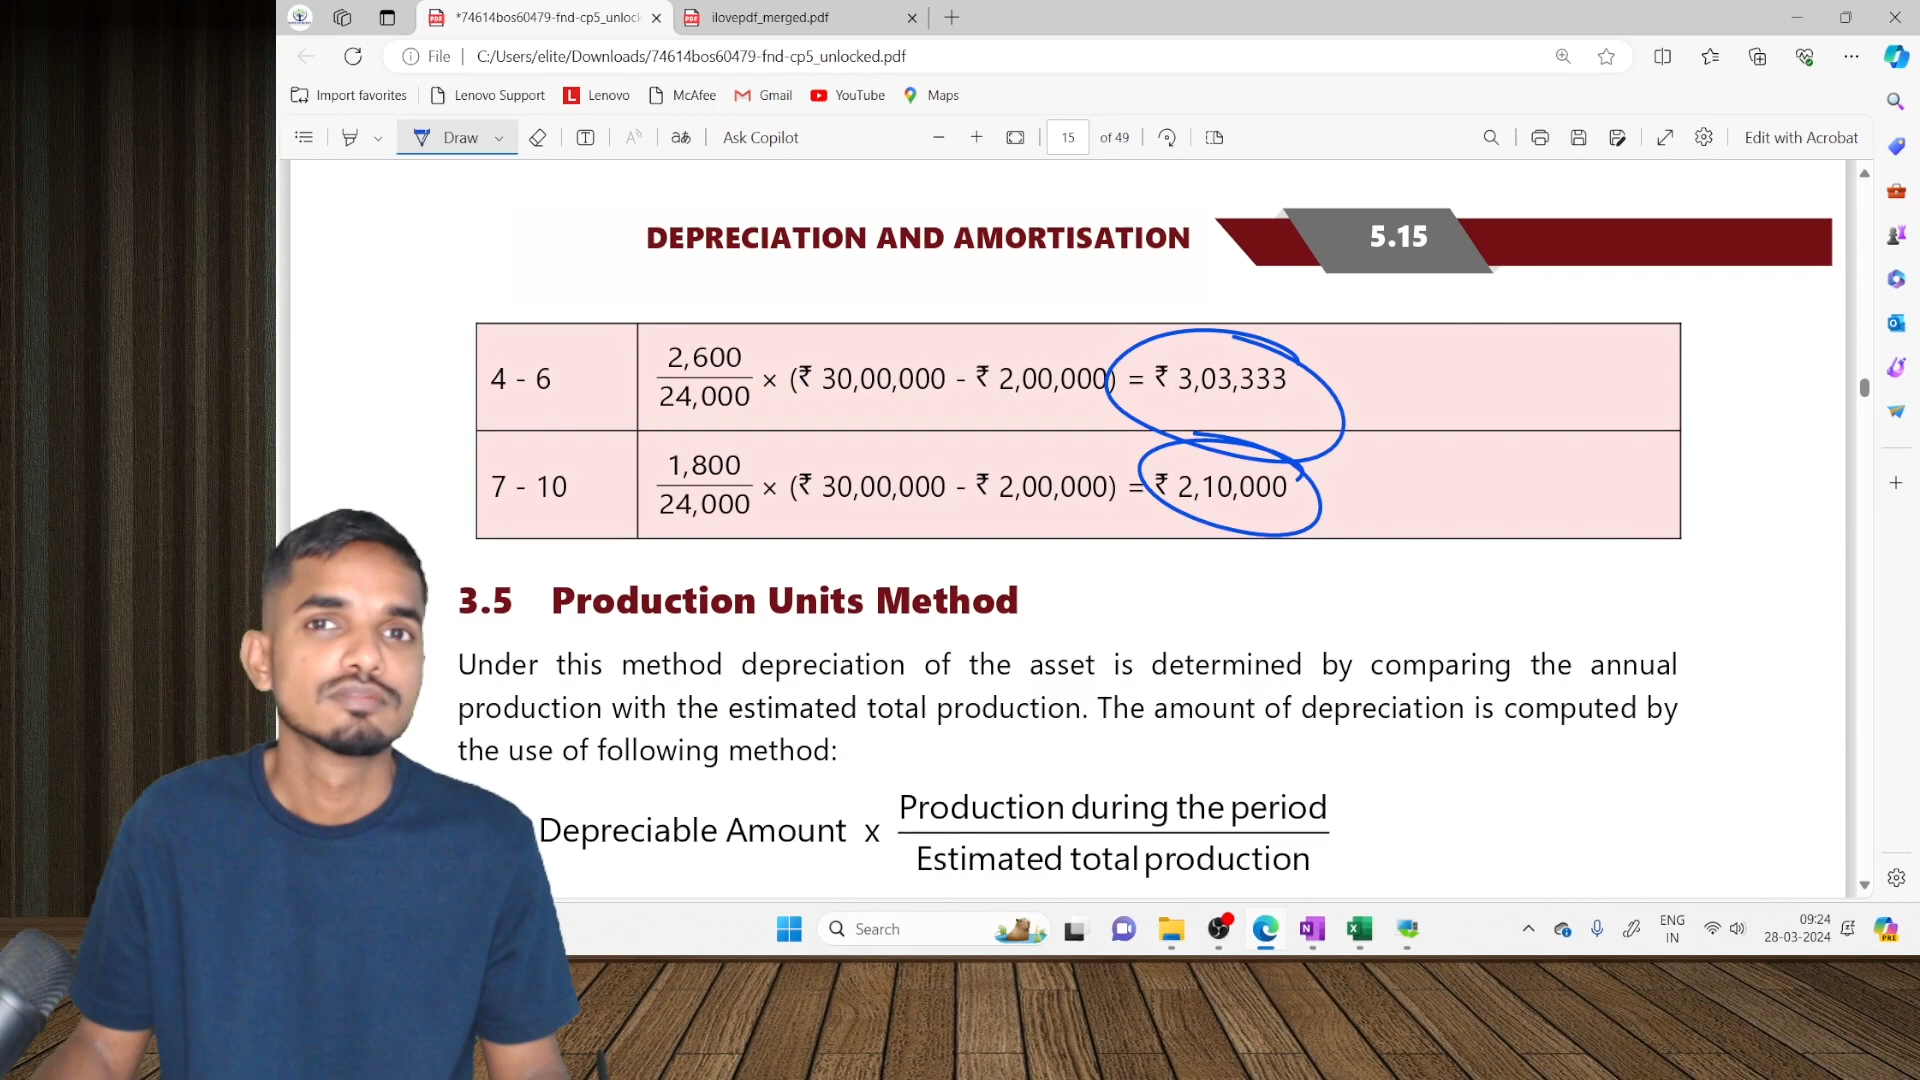 *74614bos60479-fnd-cp5_unlock
ilovepdf_merged.pdf
File
C:/Users/elite/Downloads/74614bos60479-fnd-cp5_unlocked.pdf
Import favorites
Lenovo Support
L Lenovo
McAfee
Gmail
YouTube
Maps
Draw
Ask Copilot
15 of 49
Edit with Acrobat
DEPRECIATION AND AMORTISATION
5.15
4 - 6
2,600
24,000
× (₹ 30,00,000 - ₹ 2,00,000) = ₹ 3,03,333
7 - 10
1,800
24,000
× (₹ 30,00,000 - ₹ 2,00,000) = ₹ 2,10,000
3.5 Production Units Method
Under this method depreciation of the asset is determined by comparing the annual
production with the estimated total production. The amount of depreciation is computed by
the use of following method:
Depreciable Amount x
Production during the period
Estimated total production
Search
ENG
IN
09:24
28-03-2024
PRE